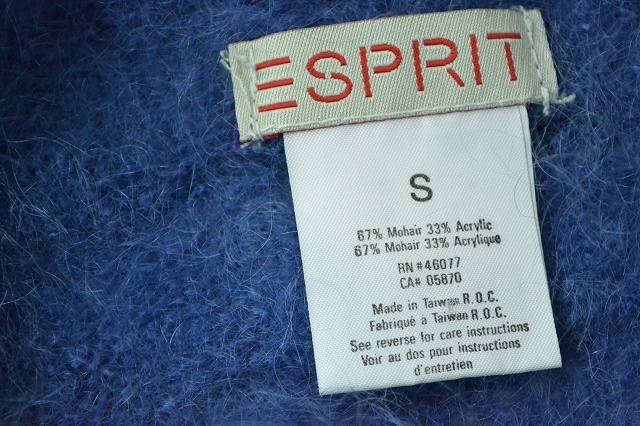 ESPRIT
S
67% Mohair 33% Acrylic
67% Mohair 33% Acrylique
RN #46077
CA# 05870
Made in Taiwan R.O.C.
Fabriqué à Taiwan R.O.C.
See reverse for care instructions
Voir au dos pour instructions
d'entretien